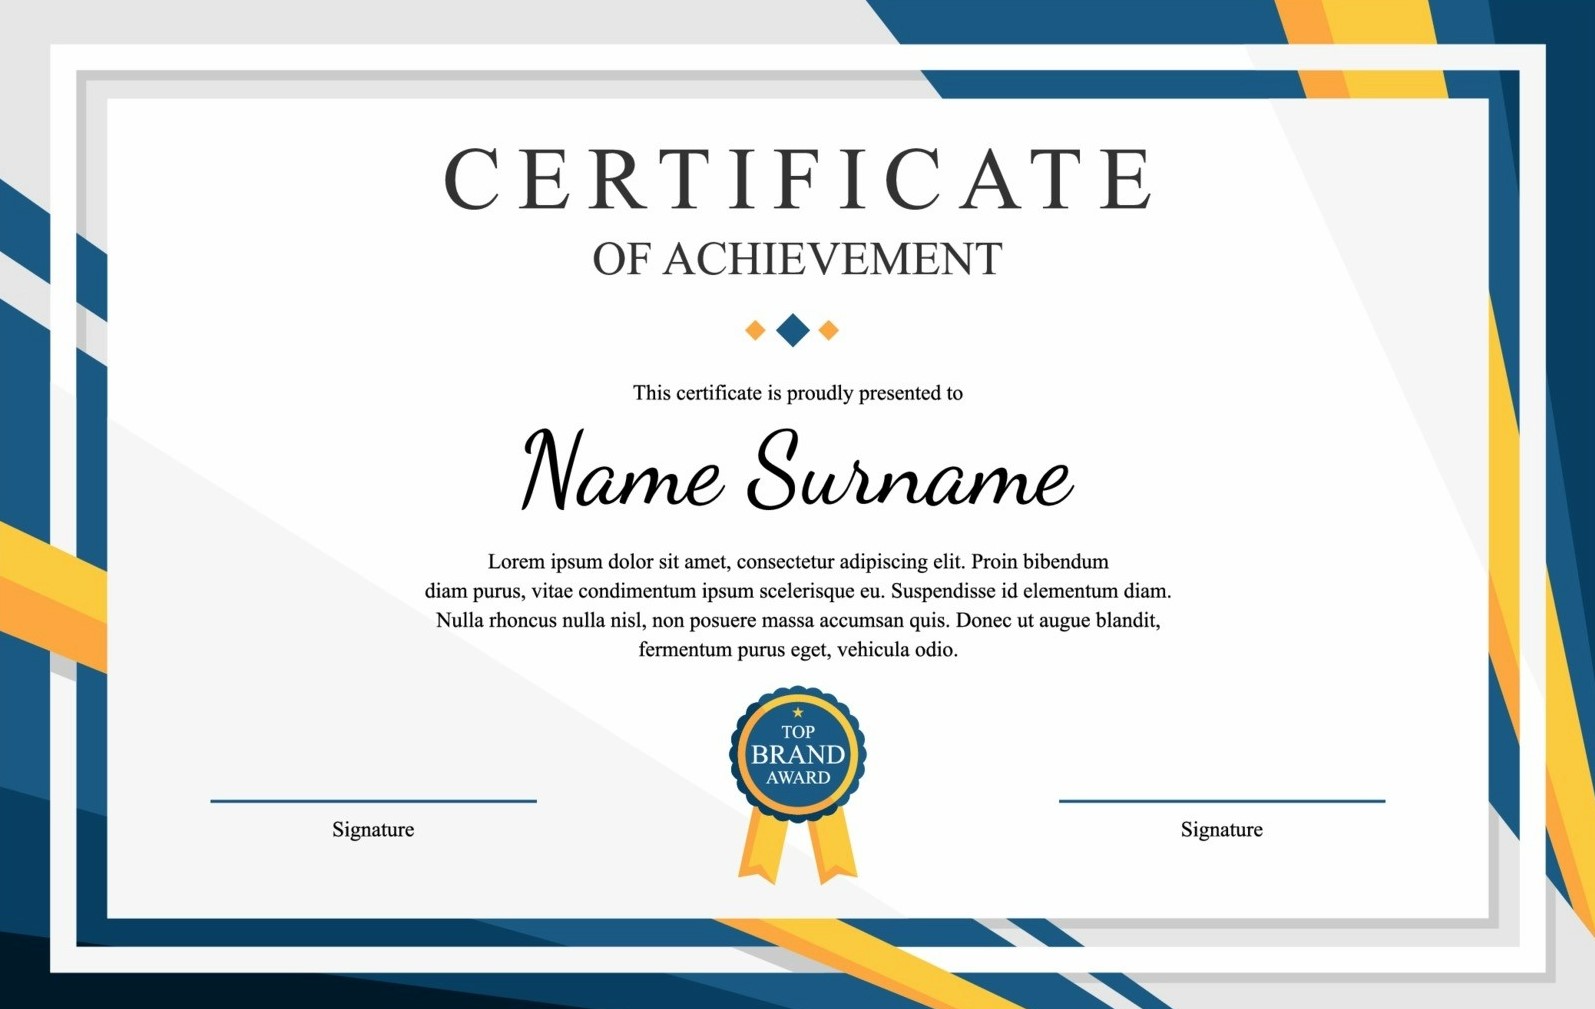 CERTIFICATE
OF ACHIEVEMENT
This certificate is proudly presented to
Name Surname
Lorem ipsum dolor sit amet, consectetur adipiscing elit. Proin bibendum
diam purus, vitae condimentum ipsum scelerisque eu. Suspendisse id elementum diam.
Nulla rhoncus nulla nisl, non posuere massa accumsan quis. Donec ut augue blandit,
fermentum purus eget, vehicula odio.
TOP
BRAND
AWARD
Signature
Signature